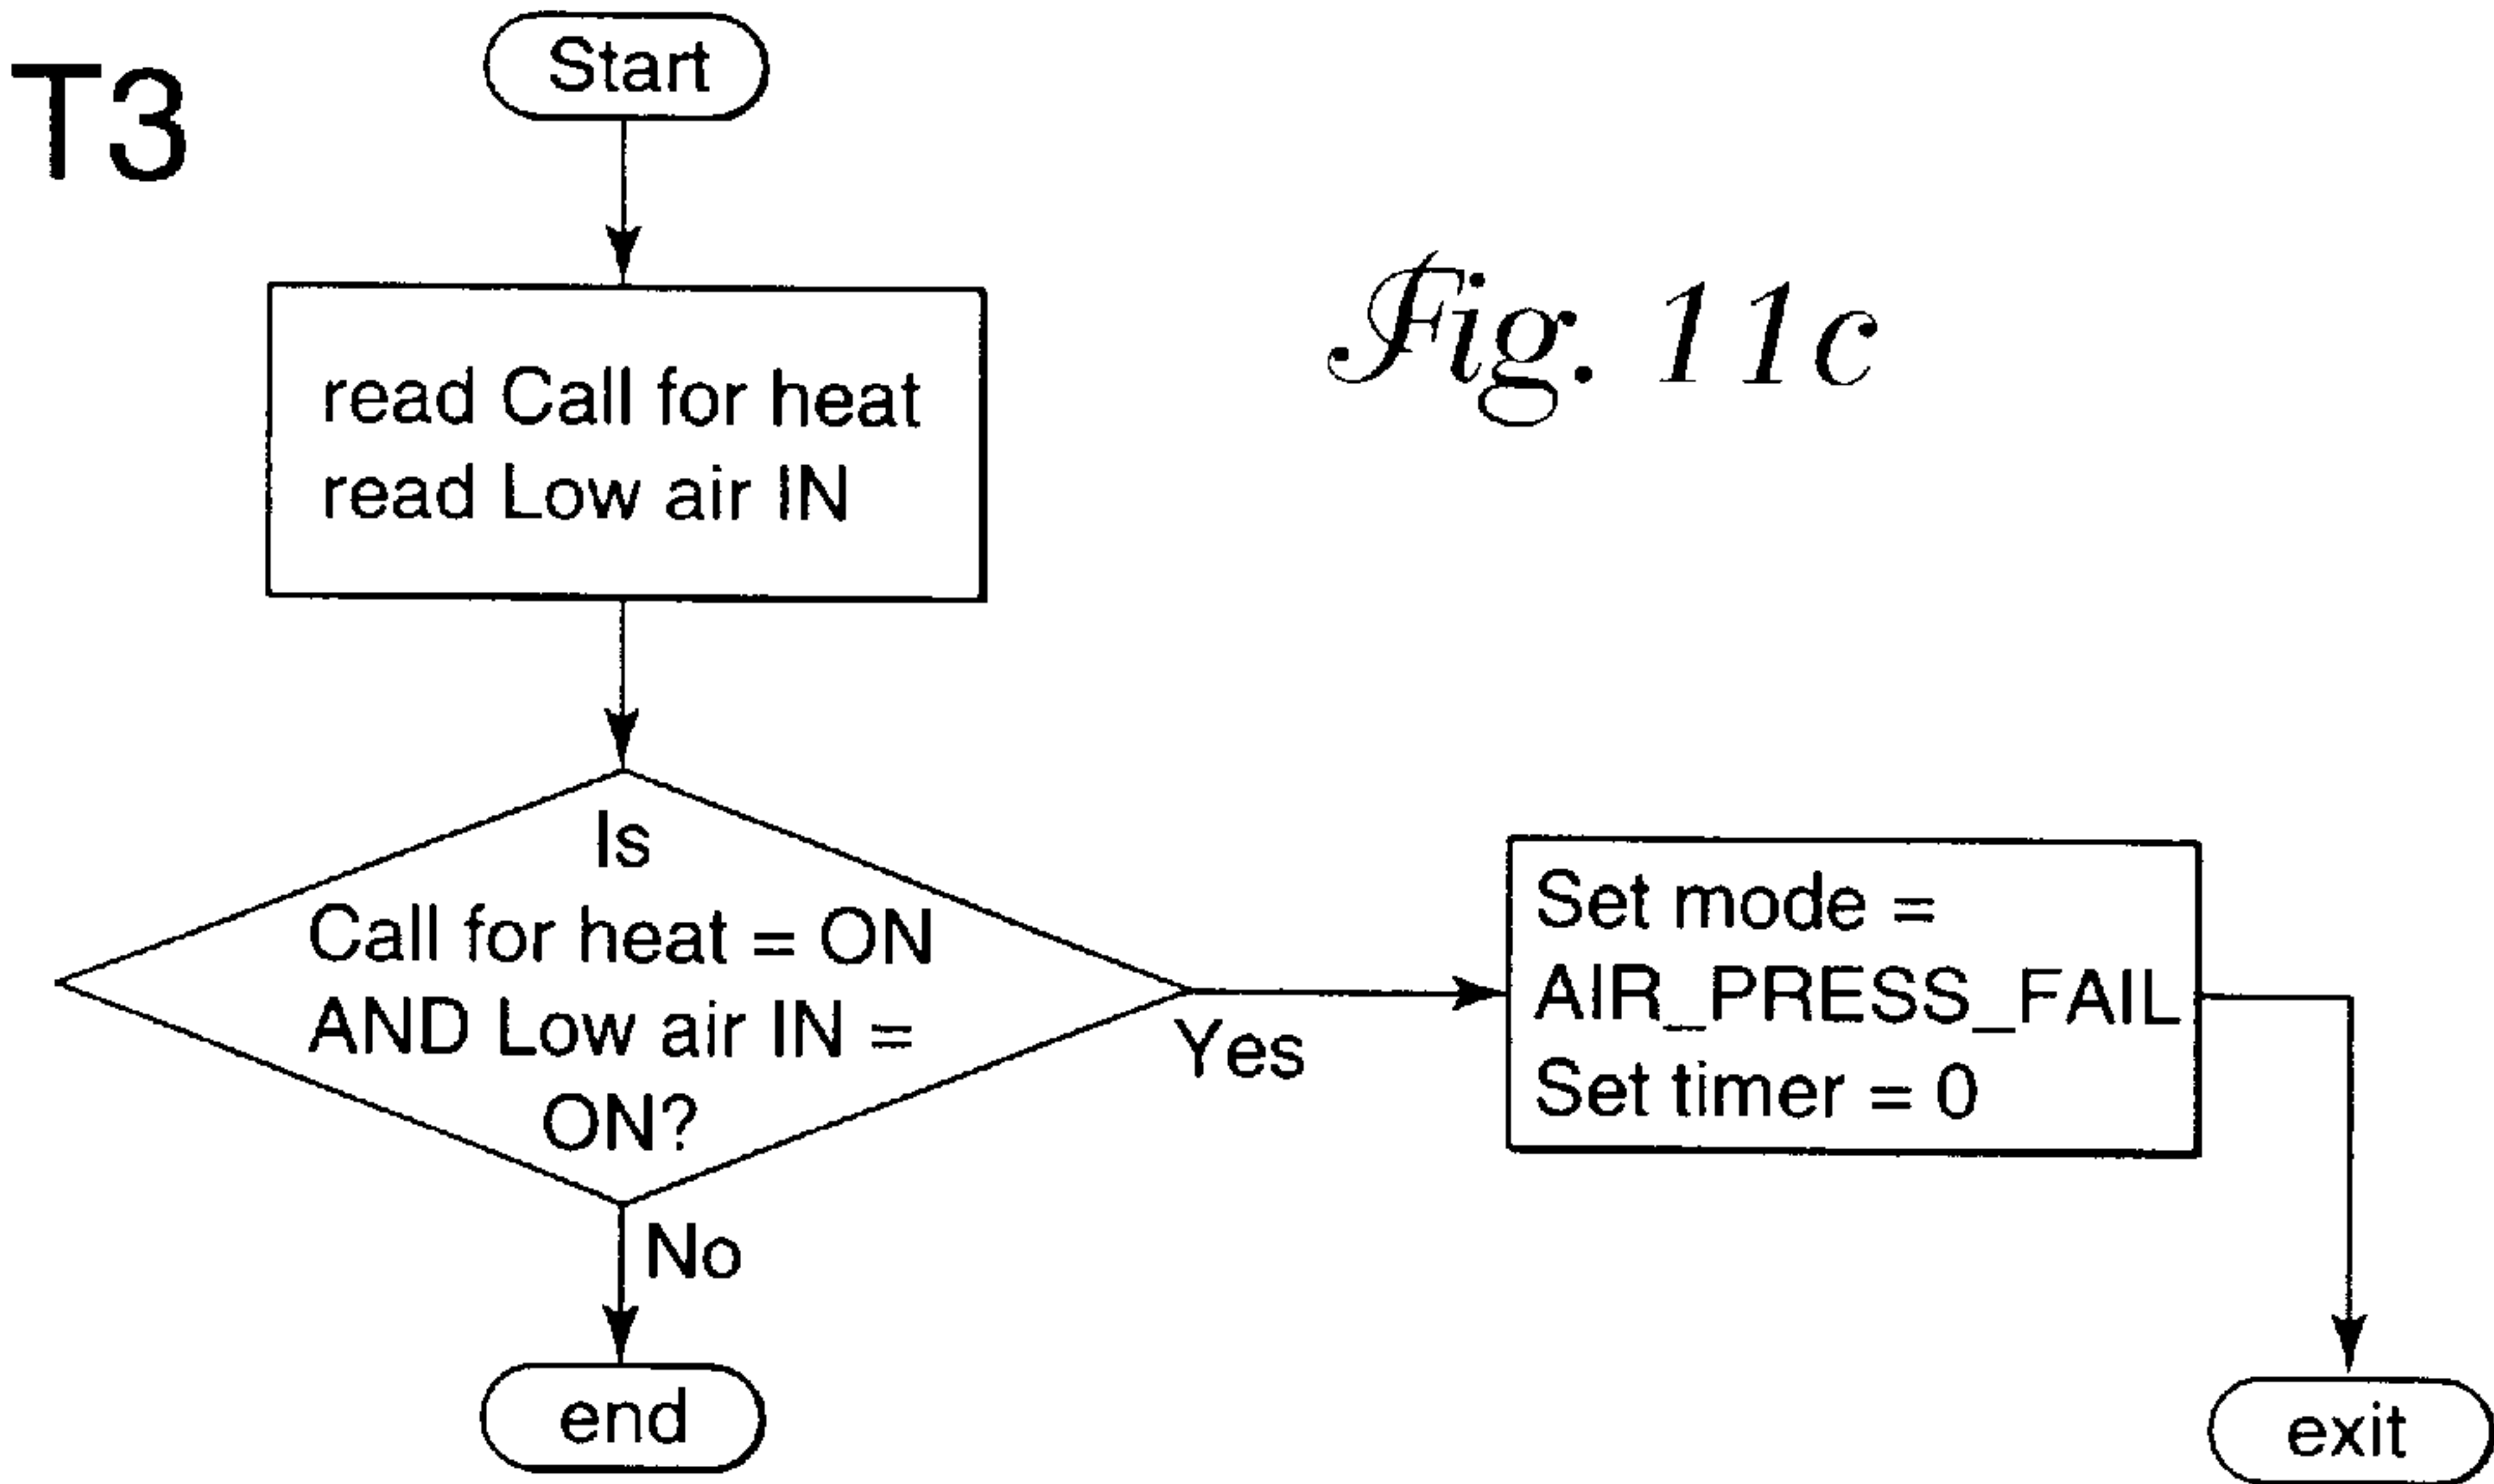 T3
Start
Fig. 11c
read Call for heat
read Low air IN
Is
Call for heat = ON
AND Low air IN =
ON?
Yes
Set mode =
AIR_PRESS_FAIL
Set timer = 0
No
end
exit